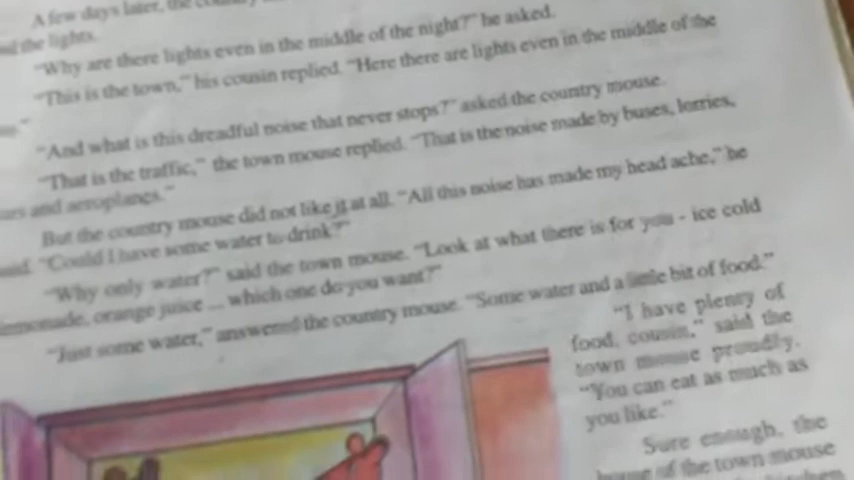 A few days later, the
the lights.
"Why are there lights even in the middle of the night?" he asked.
"This is the town," his cousin replied. "Here there are lights even in the middle of the
"And what is this dreadful noise that never stops?" asked the country mouse.
"That is the traffic," the town mouse replied. "That is the noise made by buses, lorries,
and aeroplanes."
But the country mouse did not like it at all. "All this noise has made my head ache," he
said. "Could I have some water to drink?"
"Why only water?" said the town mouse. "Look at what there is for you - ice cold
lemonade, orange juice ... which one do you want?"
"Just some water," answered the country mouse. "Some water and a little bit of food."
"I have plenty of
food, cousin," said the
town mouse proudly.
"You can eat as much as
you like."
Sure enough, the
house of the town mouse